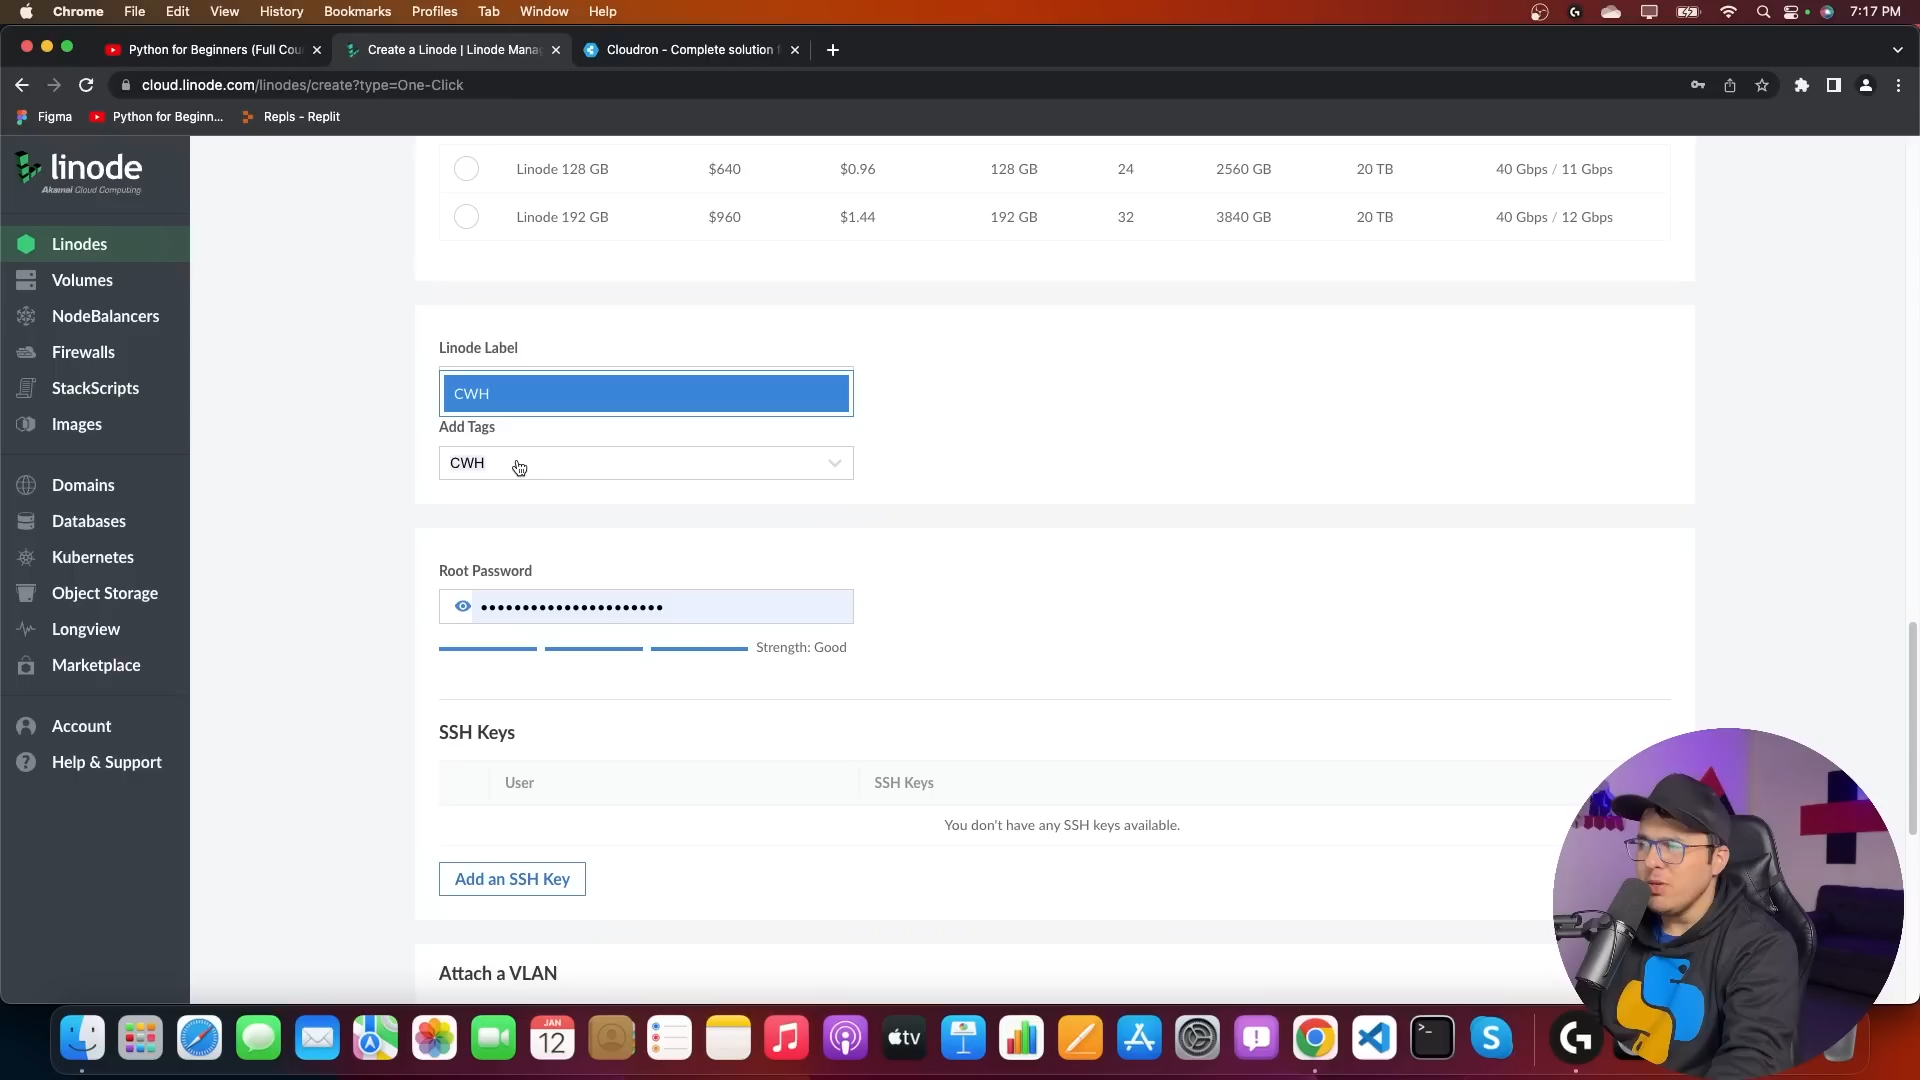 Chrome File Edit View History Bookmarks Profiles Tab Window Help 7:17 PM
Python for Beginners (Full Cou Create a Linode | Linode Mana Cloudron - Complete solution f
cloud.linode.com/linodes/create?type=One-Click
Figma Python for Beginn... Repls - Replit
linode
Akamai Cloud Computing
Linodes
Volumes
NodeBalancers
Firewalls
StackScripts
Images
Domains
Databases
Kubernetes
Object Storage
Longview
Marketplace
Account
Help & Support
Linode 128 GB $640 $0.96 128 GB 24 2560 GB 20 TB 40 Gbps / 11 Gbps
Linode 192 GB $960 $1.44 192 GB 32 3840 GB 20 TB 40 Gbps / 12 Gbps
Linode Label
CWH
Add Tags
CWH
Root Password
••••••••••••••••••••••
Strength: Good
SSH Keys
User SSH Keys
You don't have any SSH keys available.
Add an SSH Key
Attach a VLAN
JAN
12
tv